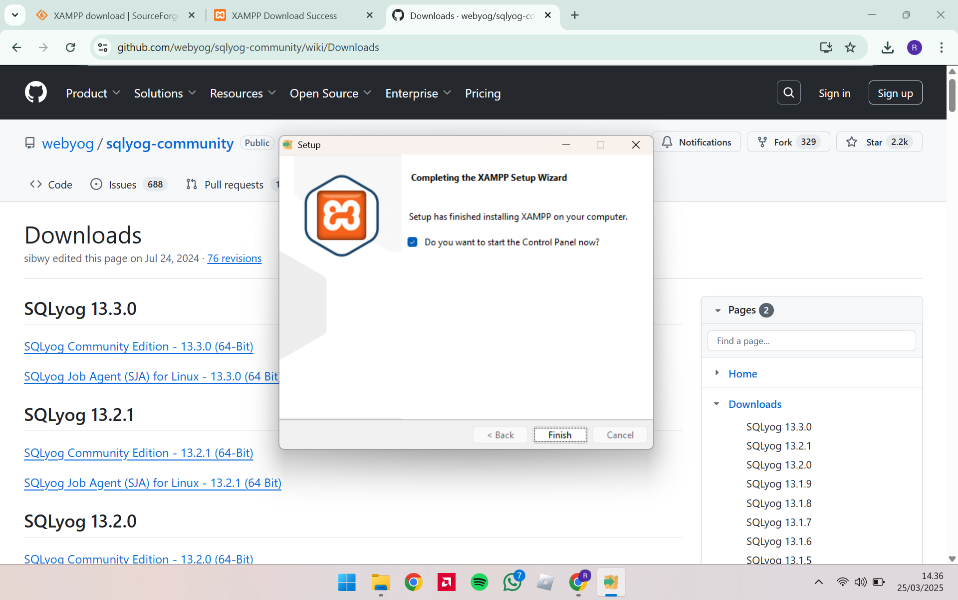 XAMPP download | SourceForg
XAMPP Download Success
Downloads · webyog/sqlyog-co
github.com/webyog/sqlyog-community/wiki/Downloads
R
Product
Solutions
Resources
Open Source
Enterprise
Pricing
Sign in
Sign up
webyog / sqlyog-community
Public
Notifications
Fork 329
Star 2.2k
Code
Issues 688
Pull requests 1
Downloads
sibwy edited this page on Jul 24, 2024 · 76 revisions
SQLyog 13.3.0
SQLyog Community Edition - 13.3.0 (64-Bit)
SQLyog Job Agent (SJA) for Linux - 13.3.0 (64 Bit
SQLyog 13.2.1
SQLyog Community Edition - 13.2.1 (64-Bit)
SQLyog Job Agent (SJA) for Linux - 13.2.1 (64 Bit)
SQLyog 13.2.0
SQLyog Community Edition - 13.2.0 (64-Bit)
Setup
Completing the XAMPP Setup Wizard
Setup has finished installing XAMPP on your computer.
Do you want to start the Control Panel now?
< Back
Finish
Cancel
Pages 2
Find a page...
Home
Downloads
SQLyog 13.3.0
SQLyog 13.2.1
SQLyog 13.2.0
SQLyog 13.1.9
SQLyog 13.1.8
SQLyog 13.1.7
SQLyog 13.1.6
SQLyog 13.1.5
7
R
14.36
25/03/2025